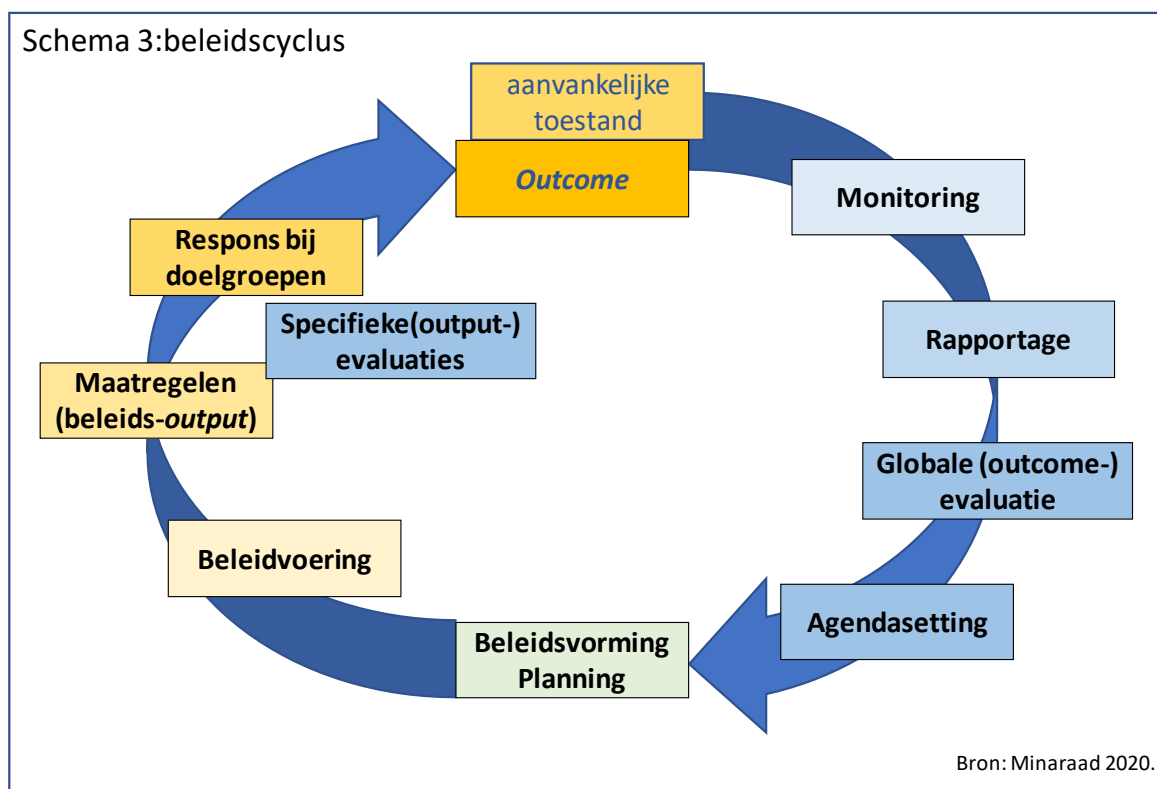 Schema 3:beleidscyclus
aanvankelijke
toestand
Outcome
Monitoring
Rapportage
Globale (outcome-)
evaluatie
Agendasetting
Beleidsvorming
Planning
Beleidvoering
Maatregelen
(beleids-output)
Specifieke(output-)
evaluaties
Respons bij
doelgroepen
Bron: Minaraad 2020.